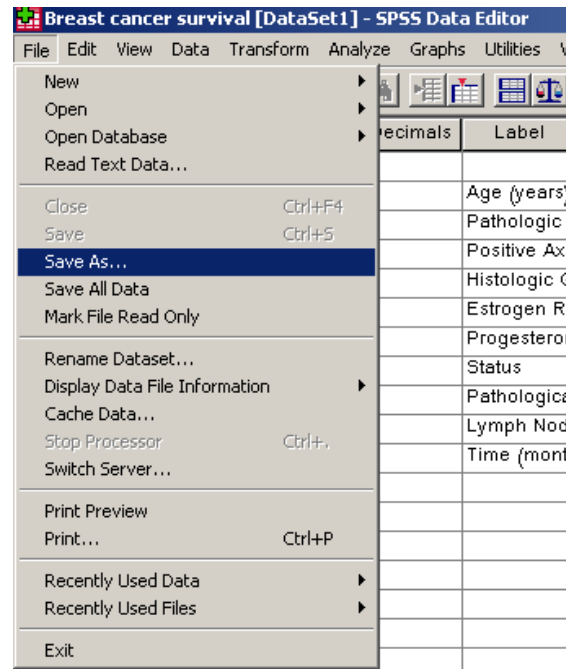 Breast cancer survival [DataSet1] - SPSS Data Editor
File Edit View Data Transform Analyze Graphs Utilities
New
Open
Open Database
Read Text Data...
Close Ctrl+F4
Save Ctrl+S
Save As...
Save All Data
Mark File Read Only
Rename Dataset...
Display Data File Information
Cache Data...
Stop Processor Ctrl+.
Switch Server...
Print Preview
Print... Ctrl+P
Recently Used Data
Recently Used Files
Exit
ecimals Label
Age (years)
Pathologic
Positive Ax
Histologic
Estrogen R
Progestero
Status
Pathologica
Lymph Nod
Time (mont